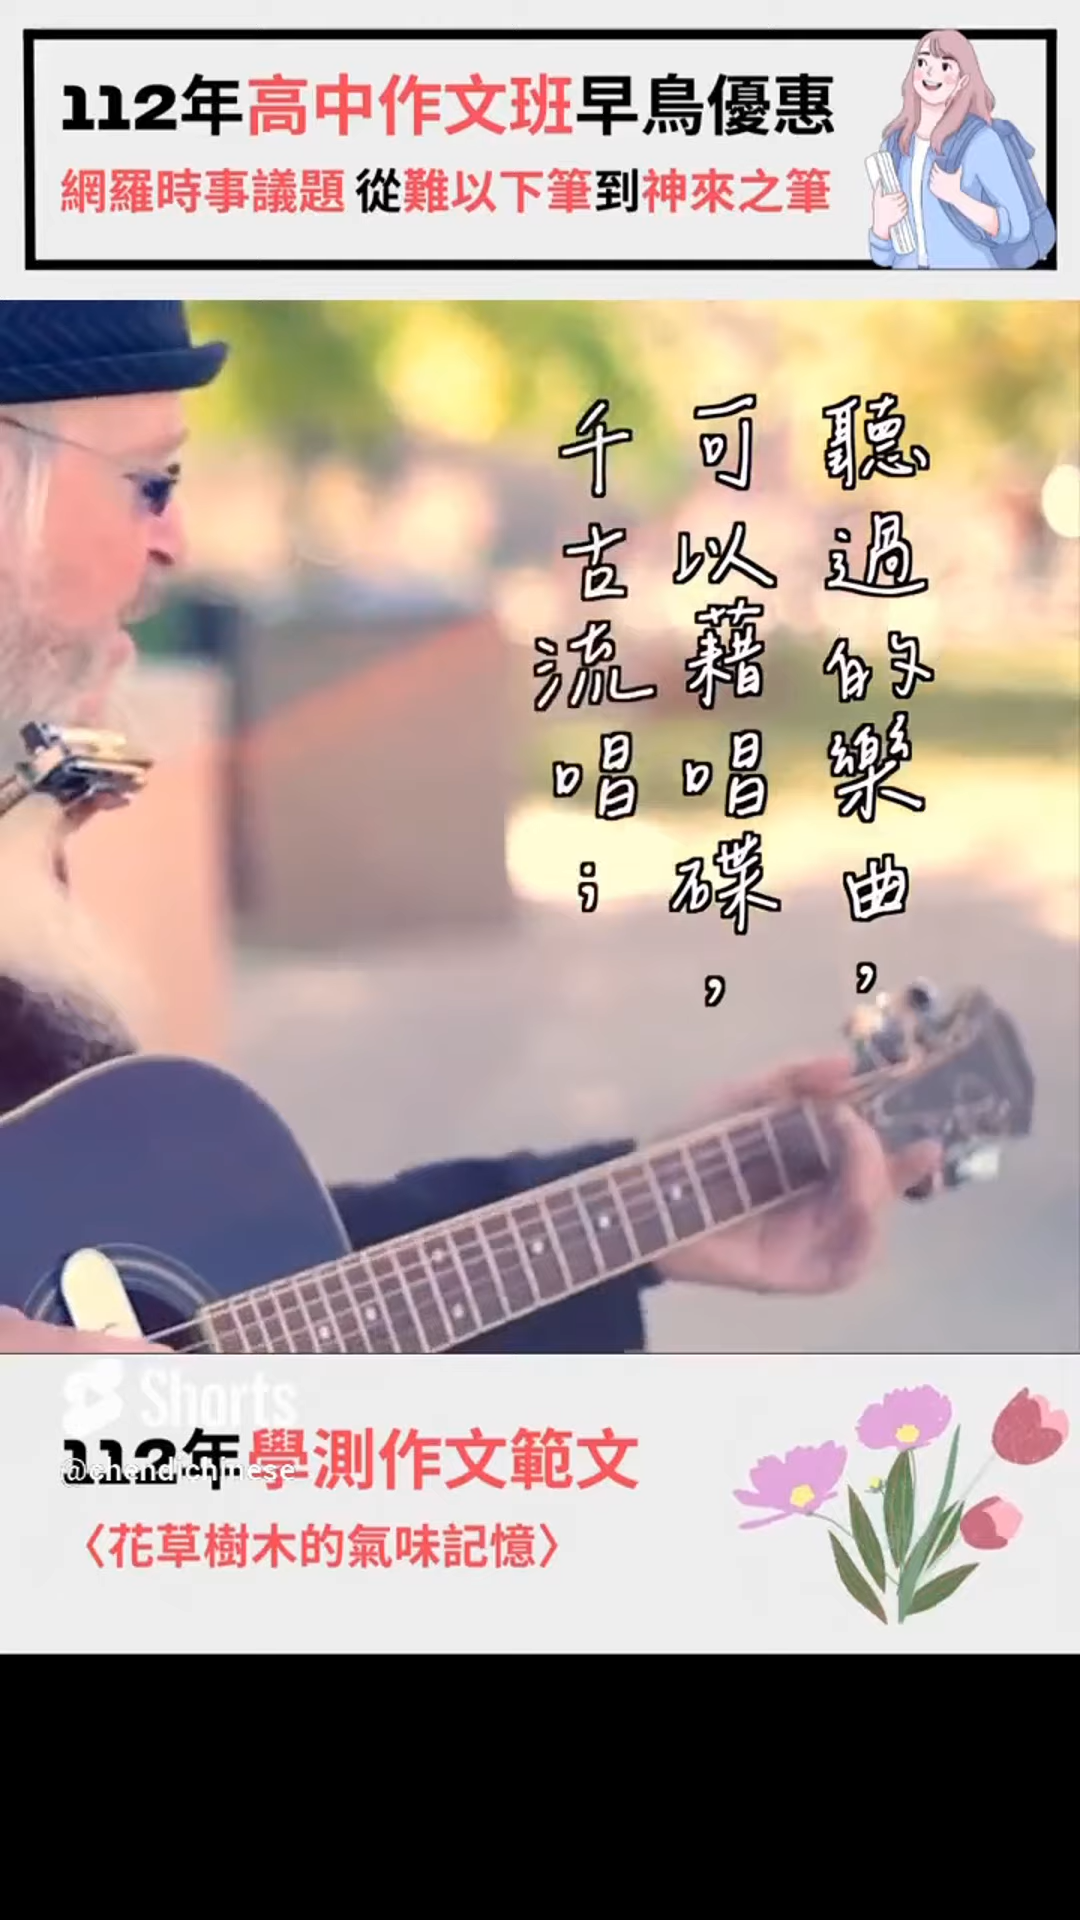 112年高中作文班早鳥優惠
網羅時事議題 從難以下筆到神來之筆
聽過的樂曲，
可以藉唱碟，
千古流唱；
Shorts
@chendichinese
112年學測作文範文
〈花草樹木的氣味記憶〉